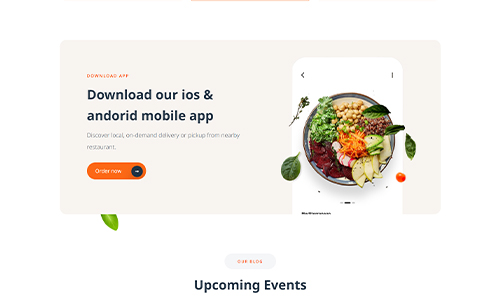 DOWNLOAD APP
Download our ios &
andorid mobile app
Discover local, on-demand delivery or pickup from nearby
restaurant.
Order now
OUR BLOG
Upcoming Events